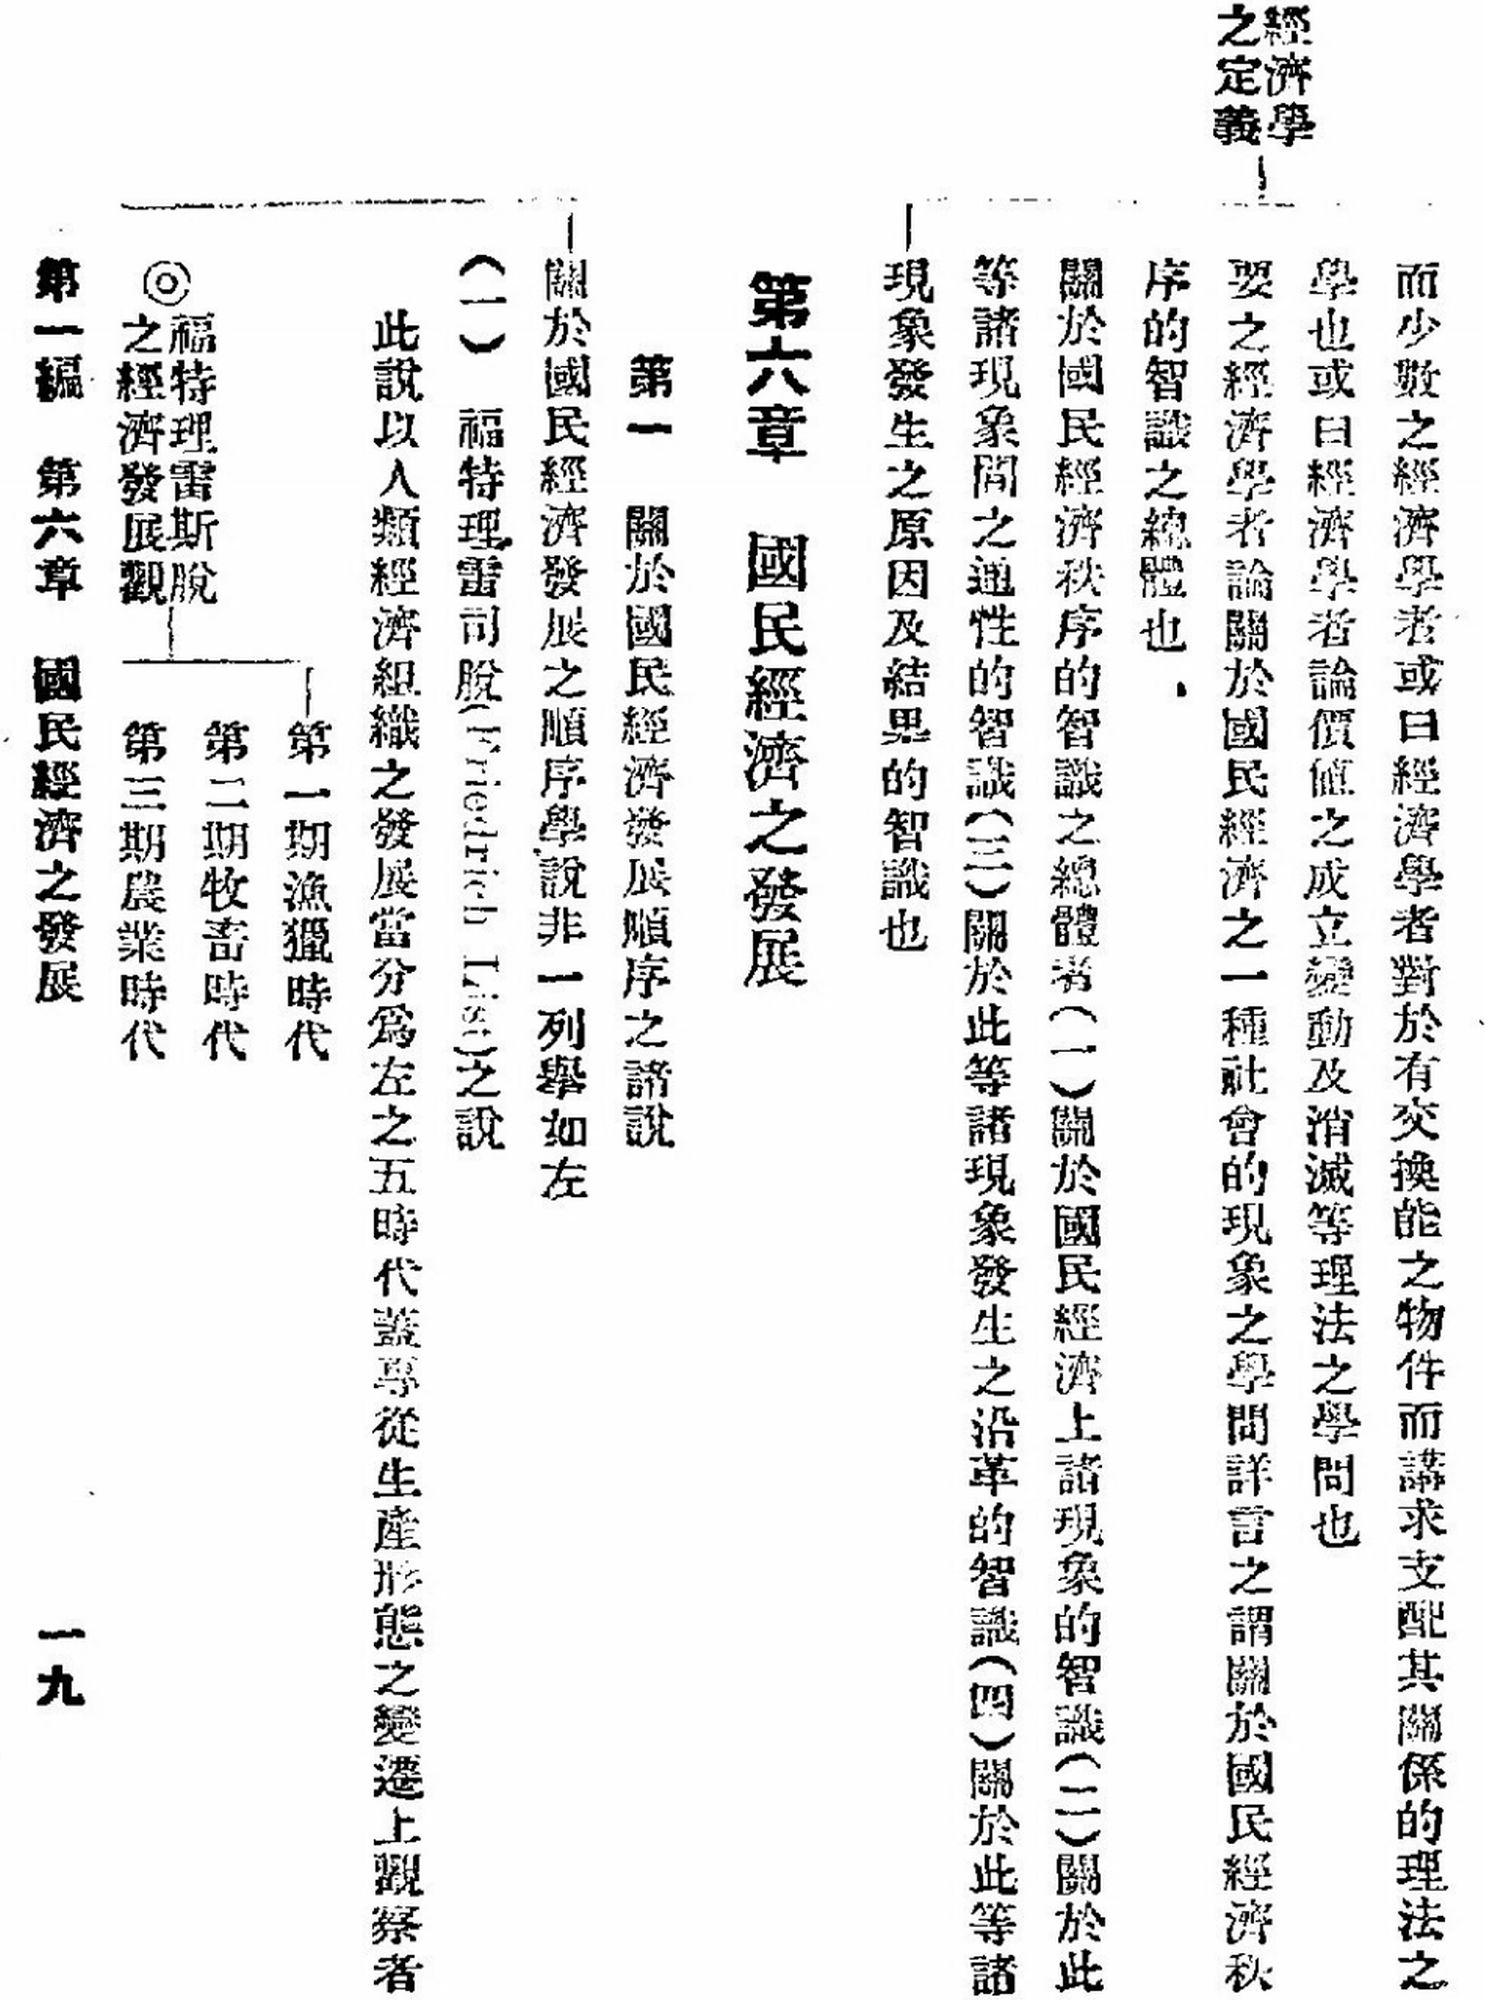 經濟學
之定義
而少數之經濟學者或曰經濟學者對於有交換能之物件而講求支配其關係的理法之
學也或曰經濟學者論價値之成立變動及消滅等理法之學問也
要之經濟學者論關於國民經濟之一種社會的現象之學問詳言之謂關於國民經濟秩
序的智識之總體也
關於國民經濟秩序的智識之總體者(一)關於國民經濟上諸現象的智識(二)關於此
等諸現象間之通性的智識(三)關於此等諸現象發生之沿革的智識(四)關於此等諸
現象發生之原因及結果的智識也
第六章 國民經濟之發展
第一 關於國民經濟發展順序之諸說
關於國民經濟發展之順序學說非一列舉如左
(一) 福特理雷司脫(Friedrich List)之說
此說以人類經濟組織之發展當分爲左之五時代蓋專從生產形態之變遷上觀察者
◎福特理雷斯脫
之經濟發展觀
第一期漁獵時代
第二期牧畜時代
第三期農業時代
第一編 第六章 國民經濟之發展
一九